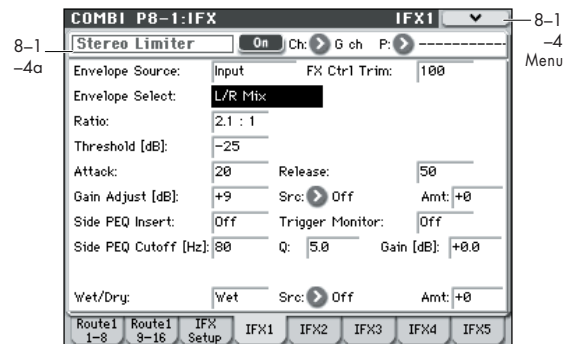 COMBI P8-1:IFX IFX1
8–1
–4
Menu
8–1
–4a
Stereo Limiter On Ch: G ch P: ------------
Envelope Source: Input FX Ctrl Trim: 100
Envelope Select: L/R Mix
Ratio: 2.1 : 1
Threshold [dB]: -25
Attack: 20 Release: 50
Gain Adjust [dB]: +9 Src: Off Amt: +0
Side PEQ Insert: Off Trigger Monitor: Off
Side PEQ Cutoff [Hz]: 80 Q: 5.0 Gain [dB]: +0.0
Wet/Dry: Wet Src: Off Amt: +0
Route1 1-8 Route1 9-16 IFX Setup IFX1 IFX2 IFX3 IFX4 IFX5